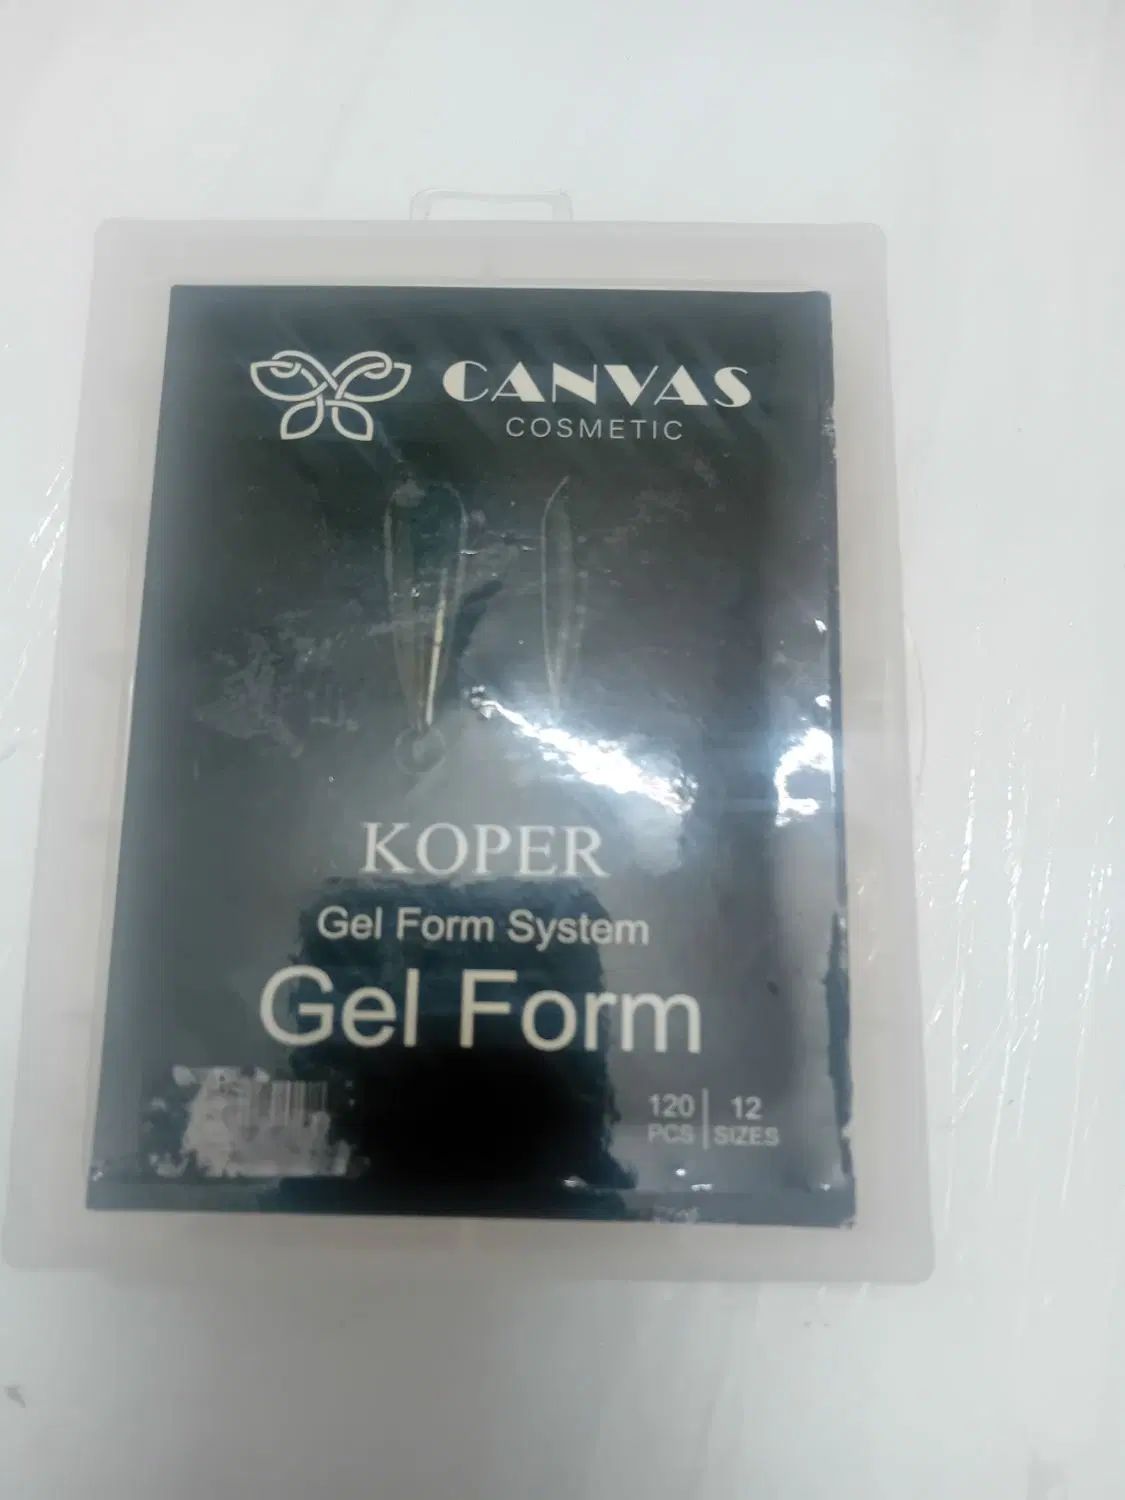 CANVAS
COSMETIC
KOPER
Gel Form System
Gel Form
120 | 12
PCS | SIZES